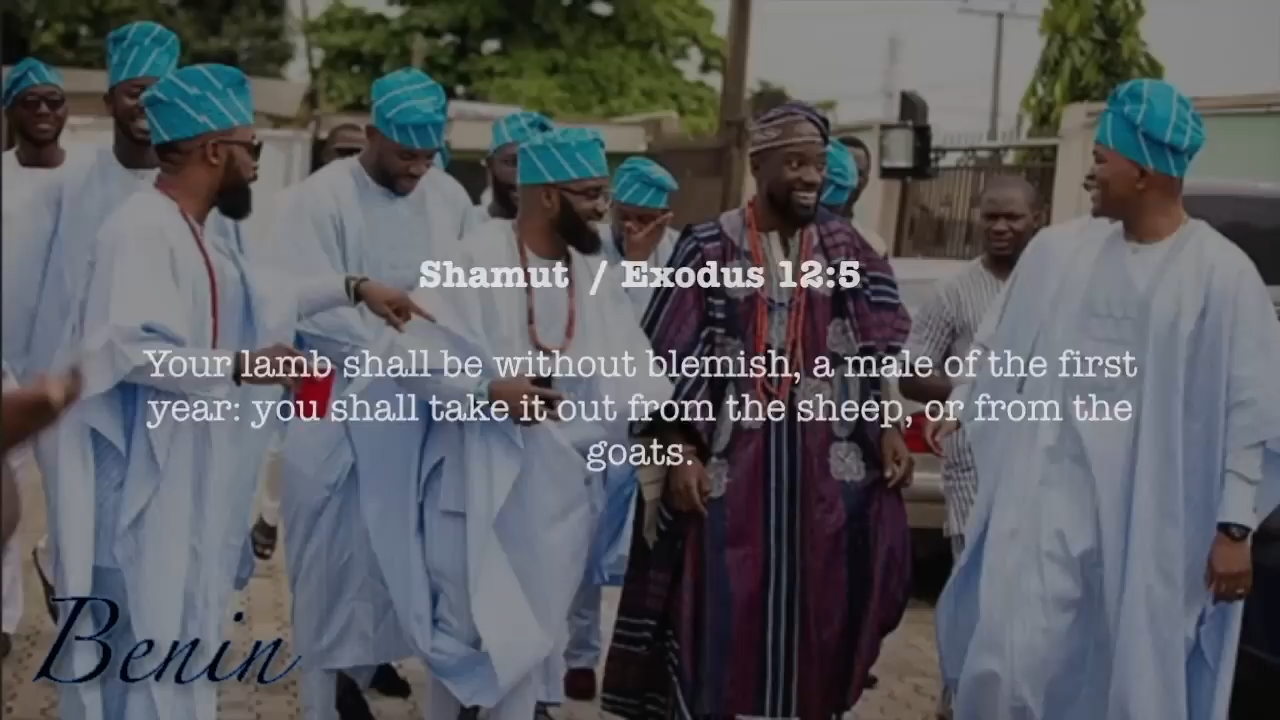 Shamut / Exodus 12:5
Your lamb shall be without blemish, a male of the first
year: you shall take it out from the sheep, or from the
goats.
Benin